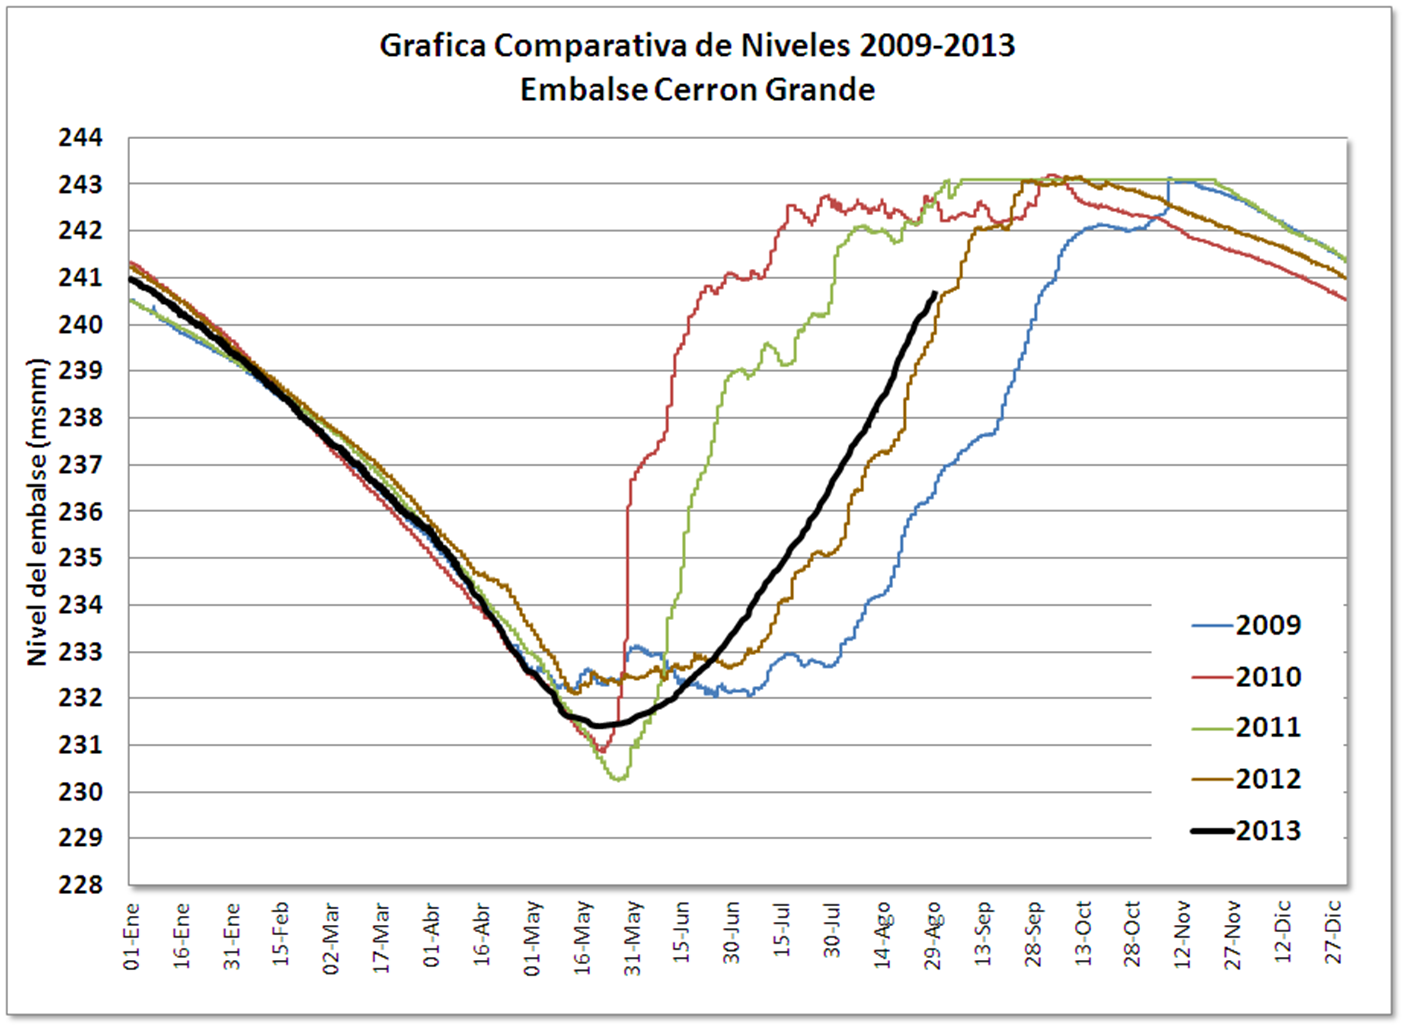 Grafica Comparativa de Niveles 2009-2013
Embalse Cerron Grande
Nivel del embalse (msnm)
244
243
242
241
240
239
238
237
236
235
234
233
232
231
230
229
228
2009
2010
2011
2012
2013
01-Ene
16-Ene
31-Ene
15-Feb
02-Mar
17-Mar
01-Abr
16-Abr
01-May
16-May
31-May
15-Jun
30-Jun
15-Jul
30-Jul
14-Ago
29-Ago
13-Sep
28-Sep
13-Oct
28-Oct
12-Nov
27-Nov
12-Dic
27-Dic